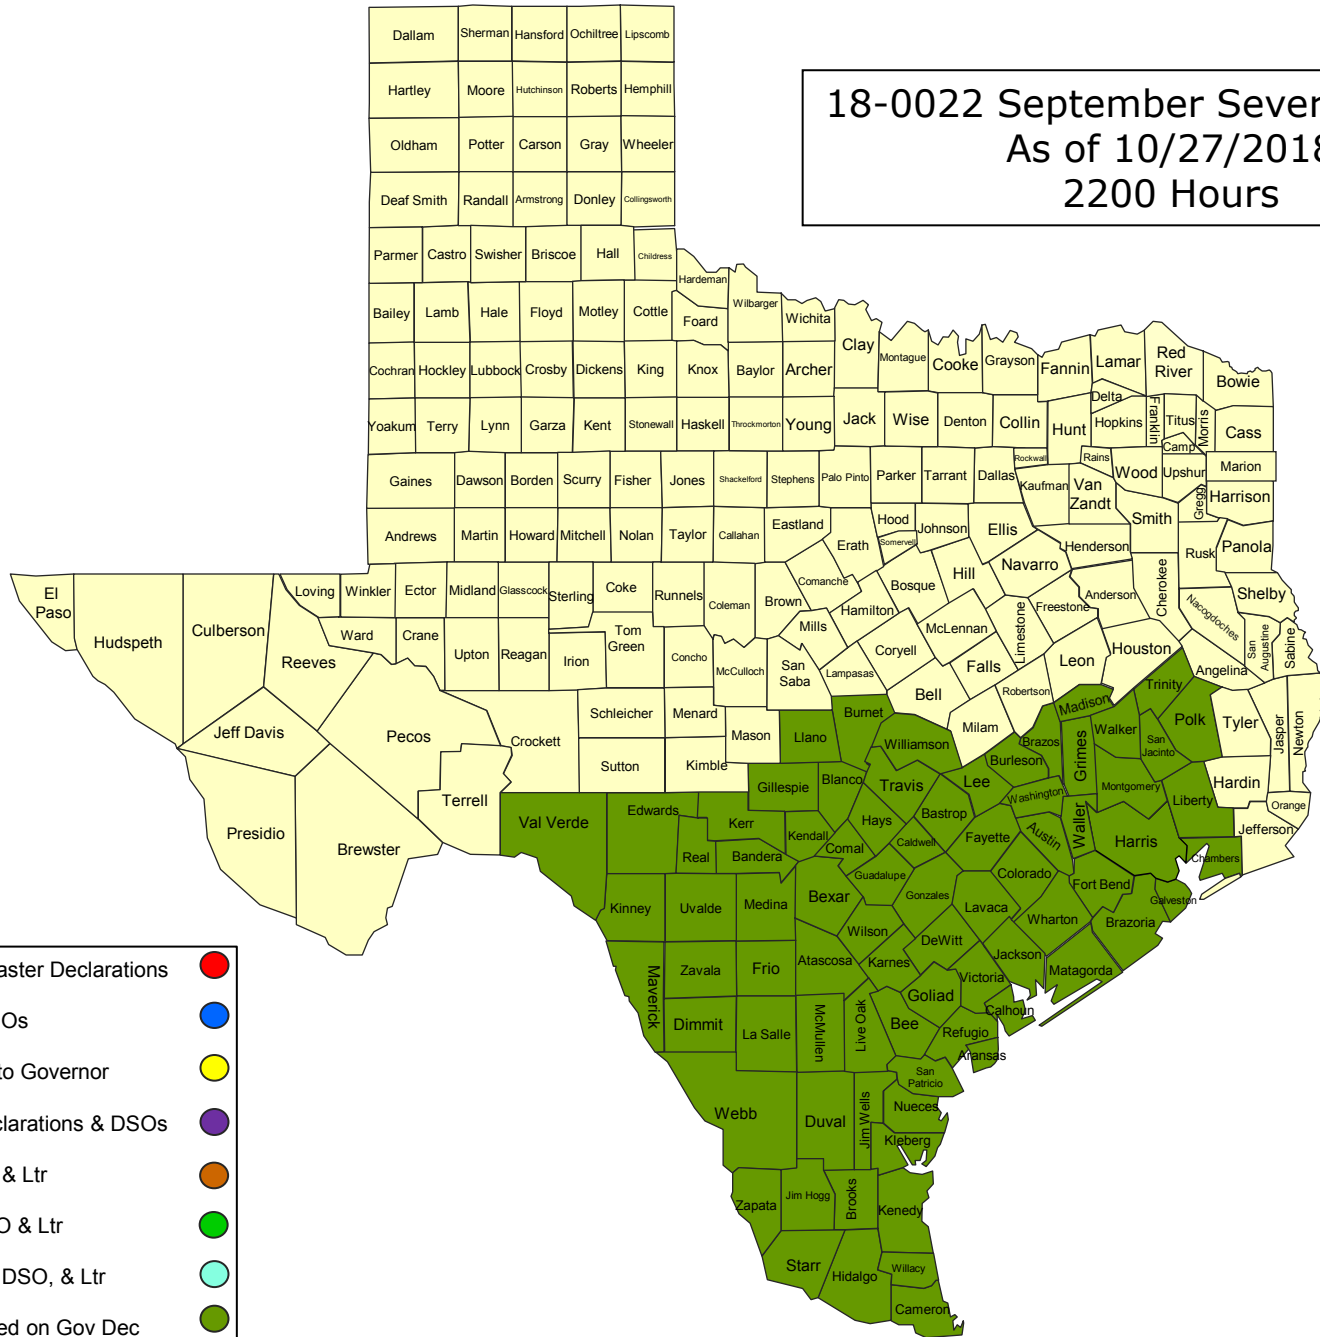 Dallam Sherman Hansford Ochiltree Lipscomb
Hartley Moore Hutchinson Roberts Hemphill
18-0022 September Sever
As of 10/27/2018
2200 Hours
Oldham Potter Carson Gray Wheeler
Deaf Smith Randall Armstrong Donley Collingsworth
Parmer Castro Swisher Briscoe Hall Childress
Hardeman
Bailey Lamb Hale Floyd Motley Cottle Foard Wilbarger Wichita
Clay Montague Cooke Grayson Fannin Lamar Red
River Bowie
Cochran Hockley Lubbock Crosby Dickens King Knox Baylor Archer
Delta
Yoakum Terry Lynn Garza Kent Stonewall Haskell Throckmorton Young Jack Wise Denton Collin Hunt Hopkins Franklin Titus Morris Cass
Camp
Rockwall Rains
Gaines Dawson Borden Scurry Fisher Jones Shackelford Stephens Palo Pinto Parker Tarrant Dallas Kaufman Van
Zandt Wood Upshur Marion
Gregg Harrison
Andrews Martin Howard Mitchell Nolan Taylor Callahan Eastland Erath Hood Somervell Johnson Ellis Henderson Smith Rusk Panola
El
Paso Hudspeth Culberson Loving Winkler Ector Midland Glasscock Sterling Coke Runnels Coleman Brown Comanche Hamilton Bosque Hill Navarro Freestone Anderson Cherokee Nacogdoches Shelby
Reeves Ward Crane Upton Reagan Irion Tom
Green Concho McCulloch San
Saba Mills Lampasas Coryell McLennan Limestone Falls Leon Houston Angelina San
Augustine Sabine
Jeff Davis Pecos Crockett Schleicher Menard Mason Llano Burnet Bell Milam Robertson Madison Trinity Polk Tyler Jasper Newton
Presidio Brewster Terrell Sutton Kimble Gillespie Blanco Williamson Travis Lee Burleson Brazos Grimes Walker San
Jacinto Hardin Orange
Val Verde Edwards Kerr Kendall Hays Bastrop Washington Montgomery Liberty Jefferson
Real Bandera Comal Caldwell Fayette Austin Waller Harris Chambers
Kinney Uvalde Medina Bexar Guadalupe Gonzales Lavaca Colorado Fort Bend Galveston
Wilson DeWitt Wharton Brazoria
Maverick Zavala Frio Atascosa Karnes Victoria Jackson Matagorda
Dimmit La Salle McMullen Live Oak Bee Goliad Refugio Calhoun
Aransas
San
Patricio
Webb Duval Jim Wells Nueces
Kleberg
Zapata Jim Hogg Brooks Kenedy
Starr Hidalgo Willacy
Cameron
aster Declarations
Os
to Governor
clarations & DSOs
& Ltr
O & Ltr
DSO, & Ltr
ed on Gov Dec